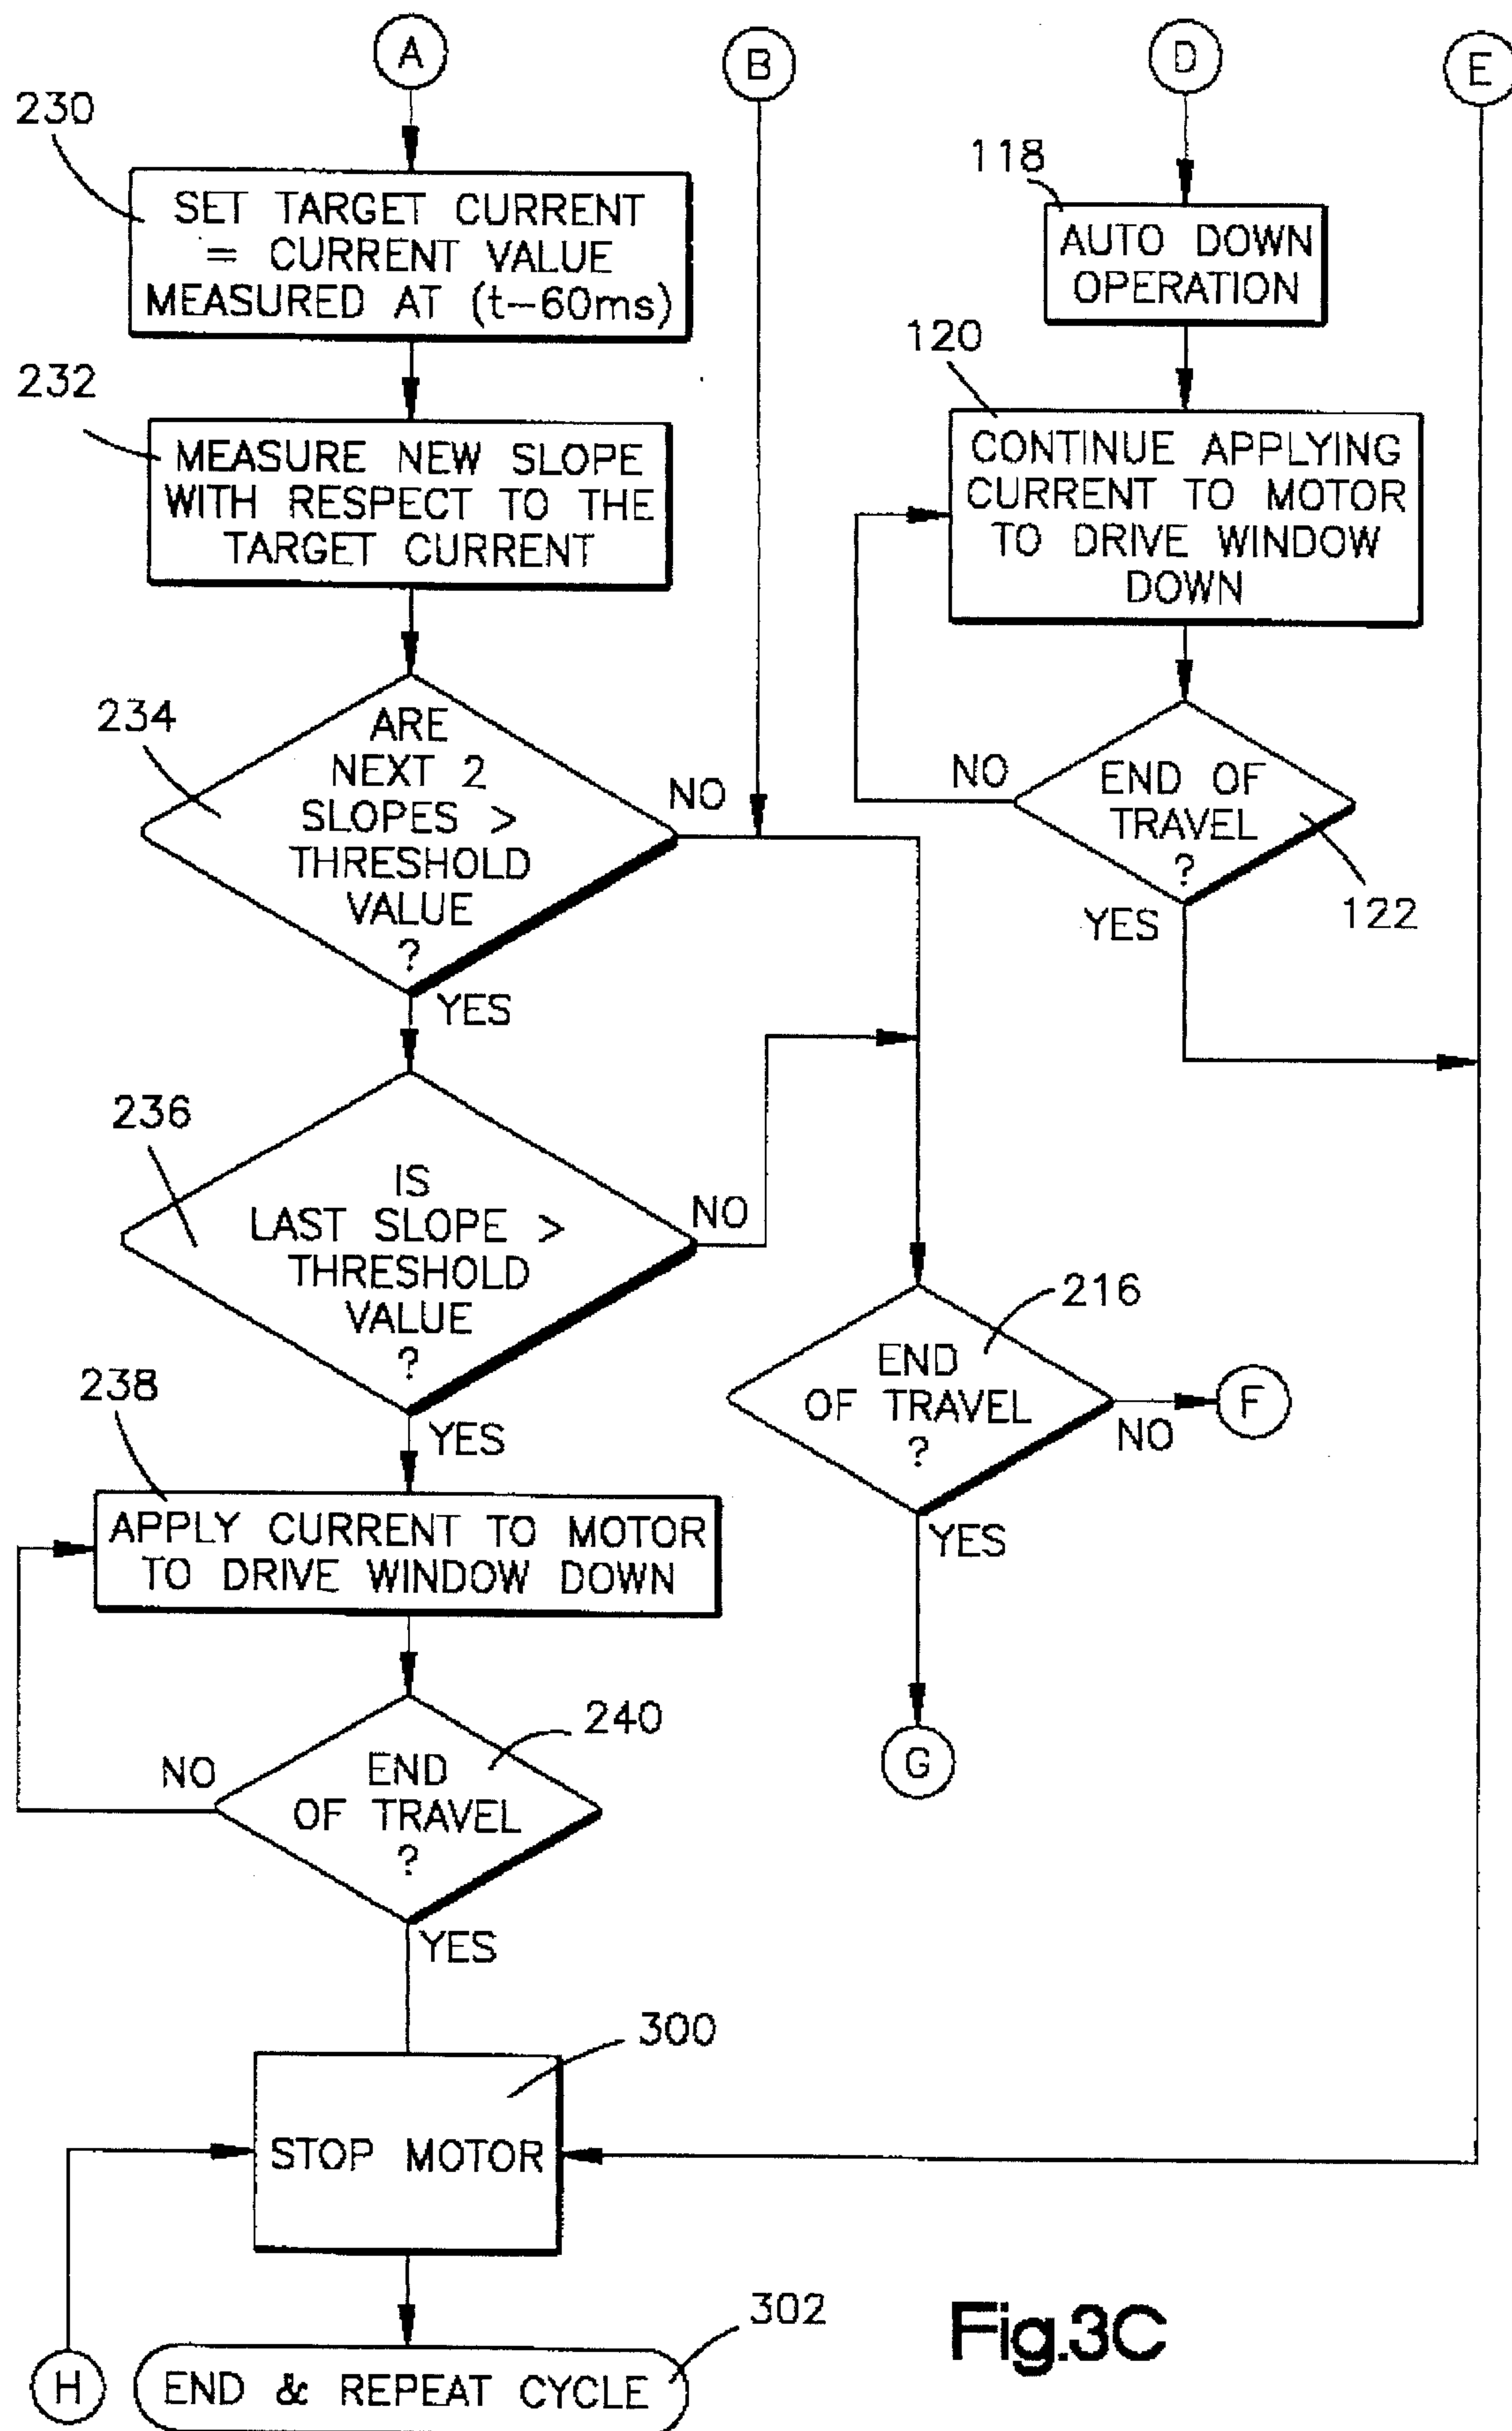 A
B
D
E
230
SET TARGET CURRENT
= CURRENT VALUE
MEASURED AT (t-60ms)
118
AUTO DOWN
OPERATION
232
MEASURE NEW SLOPE
WITH RESPECT TO THE
TARGET CURRENT
120
CONTINUE APPLYING
CURRENT TO MOTOR
TO DRIVE WINDOW
DOWN
234
ARE
NEXT 2
SLOPES >
THRESHOLD
VALUE
?
NO
YES
NO
END OF
TRAVEL
?
122
YES
236
IS
LAST SLOPE >
THRESHOLD
VALUE
?
NO
YES
216
END
OF TRAVEL
?
NO
F
YES
G
238
APPLY CURRENT TO MOTOR
TO DRIVE WINDOW DOWN
240
NO
END
OF TRAVEL
?
YES
300
STOP MOTOR
302
H
END & REPEAT CYCLE
Fig.3C